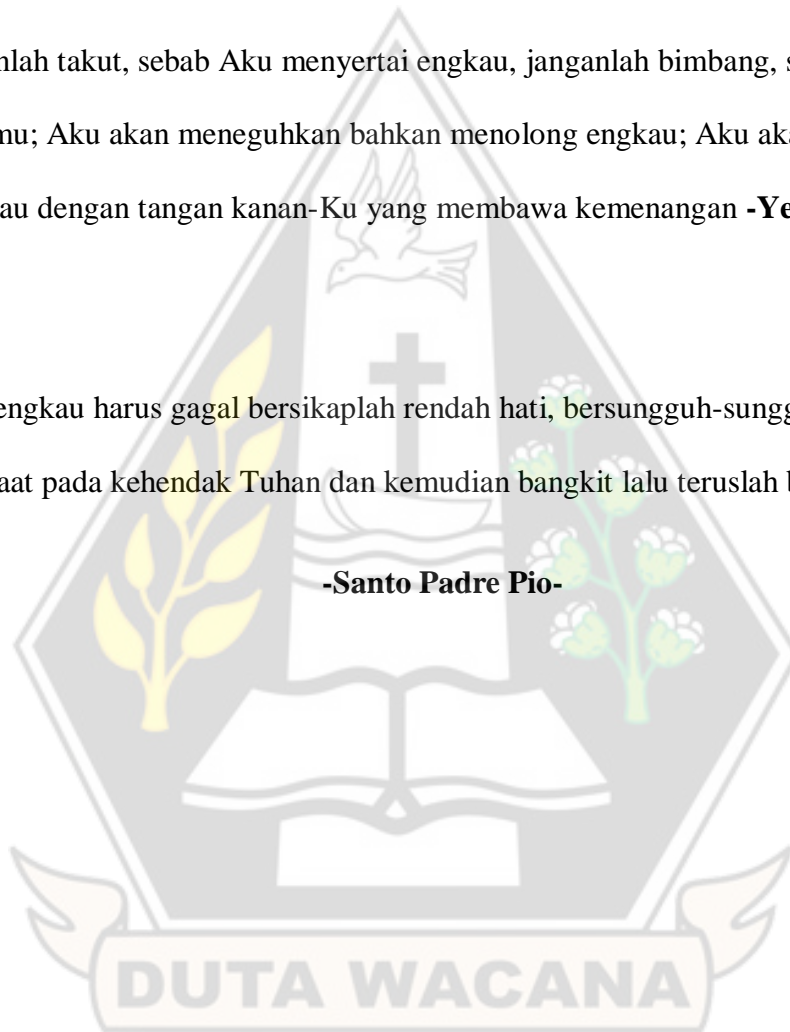 nlah takut, sebab Aku menyertai engkau, janganlah bimbang, s
mu; Aku akan meneguhkan bahkan menolong engkau; Aku aka
au dengan tangan kanan-Ku yang membawa kemenangan -Ye
engkau harus gagal bersikaplah rendah hati, bersungguh-sungg
aat pada kehendak Tuhan dan kemudian bangkit lalu teruslah b
-Santo Padre Pio-
DUTA WACANA